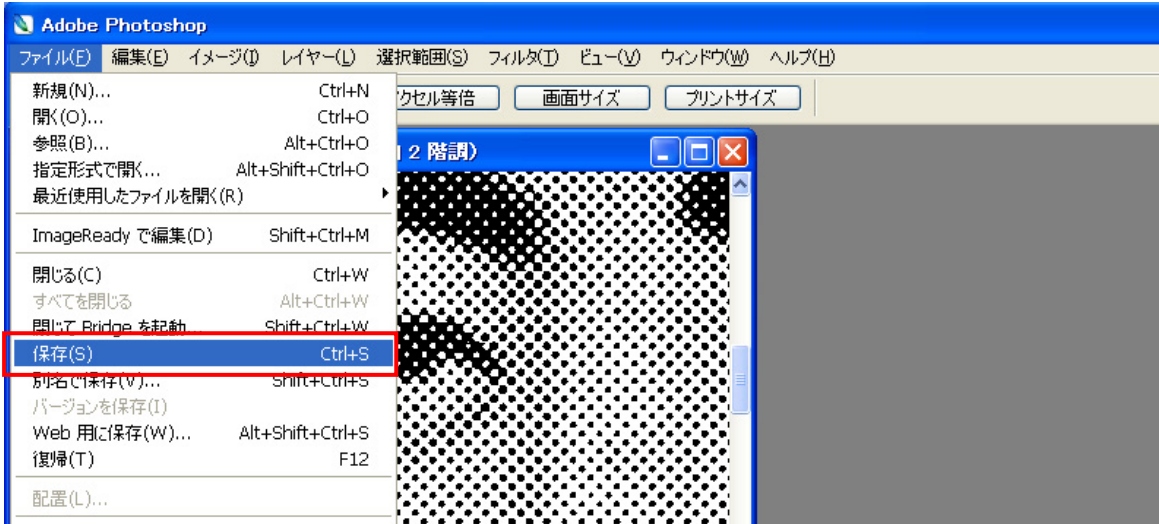 Adobe Photoshop
ファイル(F) 編集(E) イメージ(I) レイヤー(L) 選択範囲(S) フィルタ(T) ビュー(V) ウィンドウ(W) ヘルプ(H)
クセル等倍 画面サイズ プリントサイズ
2 階調)
新規(N)... Ctrl+N
開く(O)... Ctrl+O
参照(B)... Alt+Ctrl+O
指定形式で開く... Alt+Shift+Ctrl+O
最近使用したファイルを開く(R)
ImageReady で編集(D) Shift+Ctrl+M
閉じる(C) Ctrl+W
すべてを閉じる Alt+Ctrl+W
閉じて Bridge を起動... Shift+Ctrl+W
保存(S) Ctrl+S
別名で保存(V)... Shift+Ctrl+S
バージョンを保存(I)
Web 用に保存(W)... Alt+Shift+Ctrl+S
復帰(T) F12
配置(L)...